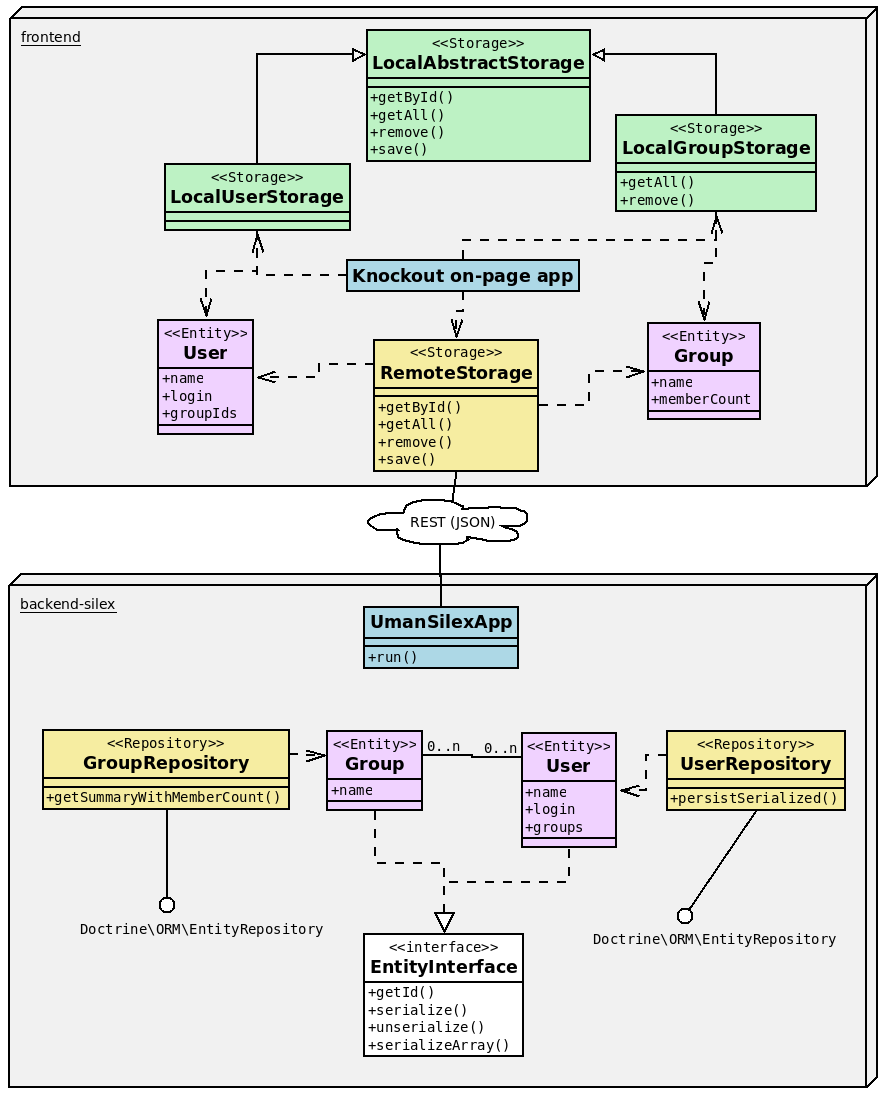 frontend
<<Storage>>
LocalAbstractStorage
+getById()
+getAll()
+remove()
+save()
<<Storage>>
LocalGroupStorage
+getAll()
+remove()
<<Storage>>
LocalUserStorage
Knockout on-page app
<<Entity>>
User
+name
+login
+groupIds
<<Storage>>
RemoteStorage
+getById()
+getAll()
+remove()
+save()
<<Entity>>
Group
+name
+memberCount
REST (JSON)
backend-silex
UmanSilexApp
+run()
<<Repository>>
GroupRepository
+getSummaryWithMemberCount()
<<Entity>>
Group
+name
0..n
0..n
<<Entity>>
User
+name
+login
+groups
<<Repository>>
UserRepository
+persistSerialized()
Doctrine\ORM\EntityRepository
Doctrine\ORM\EntityRepository
<<interface>>
EntityInterface
+getId()
+serialize()
+unserialize()
+serializeArray()